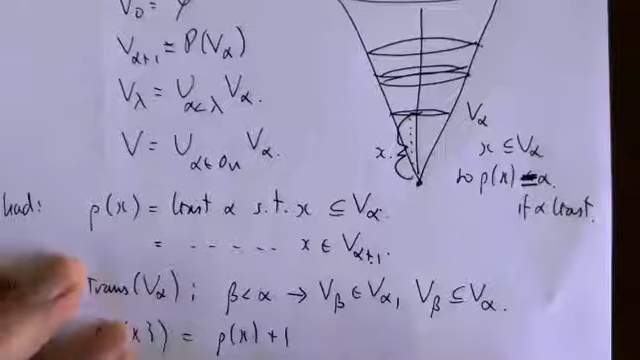 V₀ = φ
V_{α+1} = P(V_α)
V_λ = ∪_{α<λ} V_α.
V = ∪_{α∈On} V_α.
V_α
x
x ⊆ V_α
so ρ(x) = α.
if α least.
had: ρ(x) = least α s.t. x ⊆ V_α.
= ------ x ∈ V_{α+1}.
Trans(V_α); β<α → V_β ∈ V_α, V_β ⊆ V_α.
{x}) = ρ(x)+1